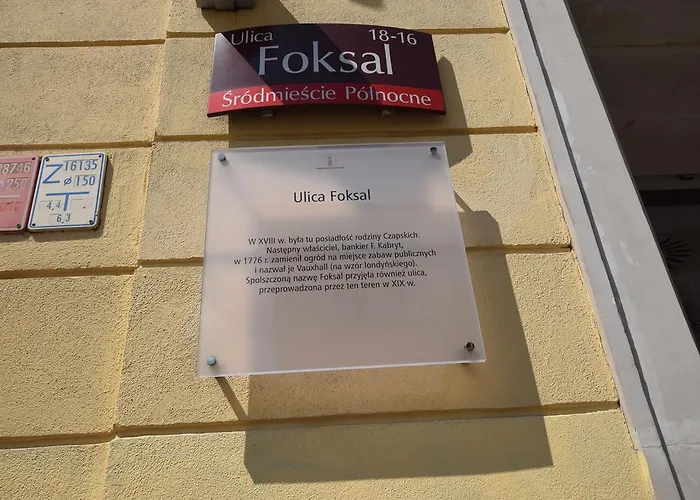 Ulica 18-16
Foksal
Śródmieście Północne
Ulica Foksal
W XVIII w. była tu posiadłość rodziny Czapskich.
Następny właściciel, bankier F. Kabryt,
w 1776 r. zamienił ogród na miejsce zabaw publicznych
i nazwał je Vauxhall (na wzór londyńskiego).
Spolszczoną nazwę Foksal przyjęła również ulica,
przeprowadzona przez ten teren w XIX w.
Z 16135
T50
4,4
6,3